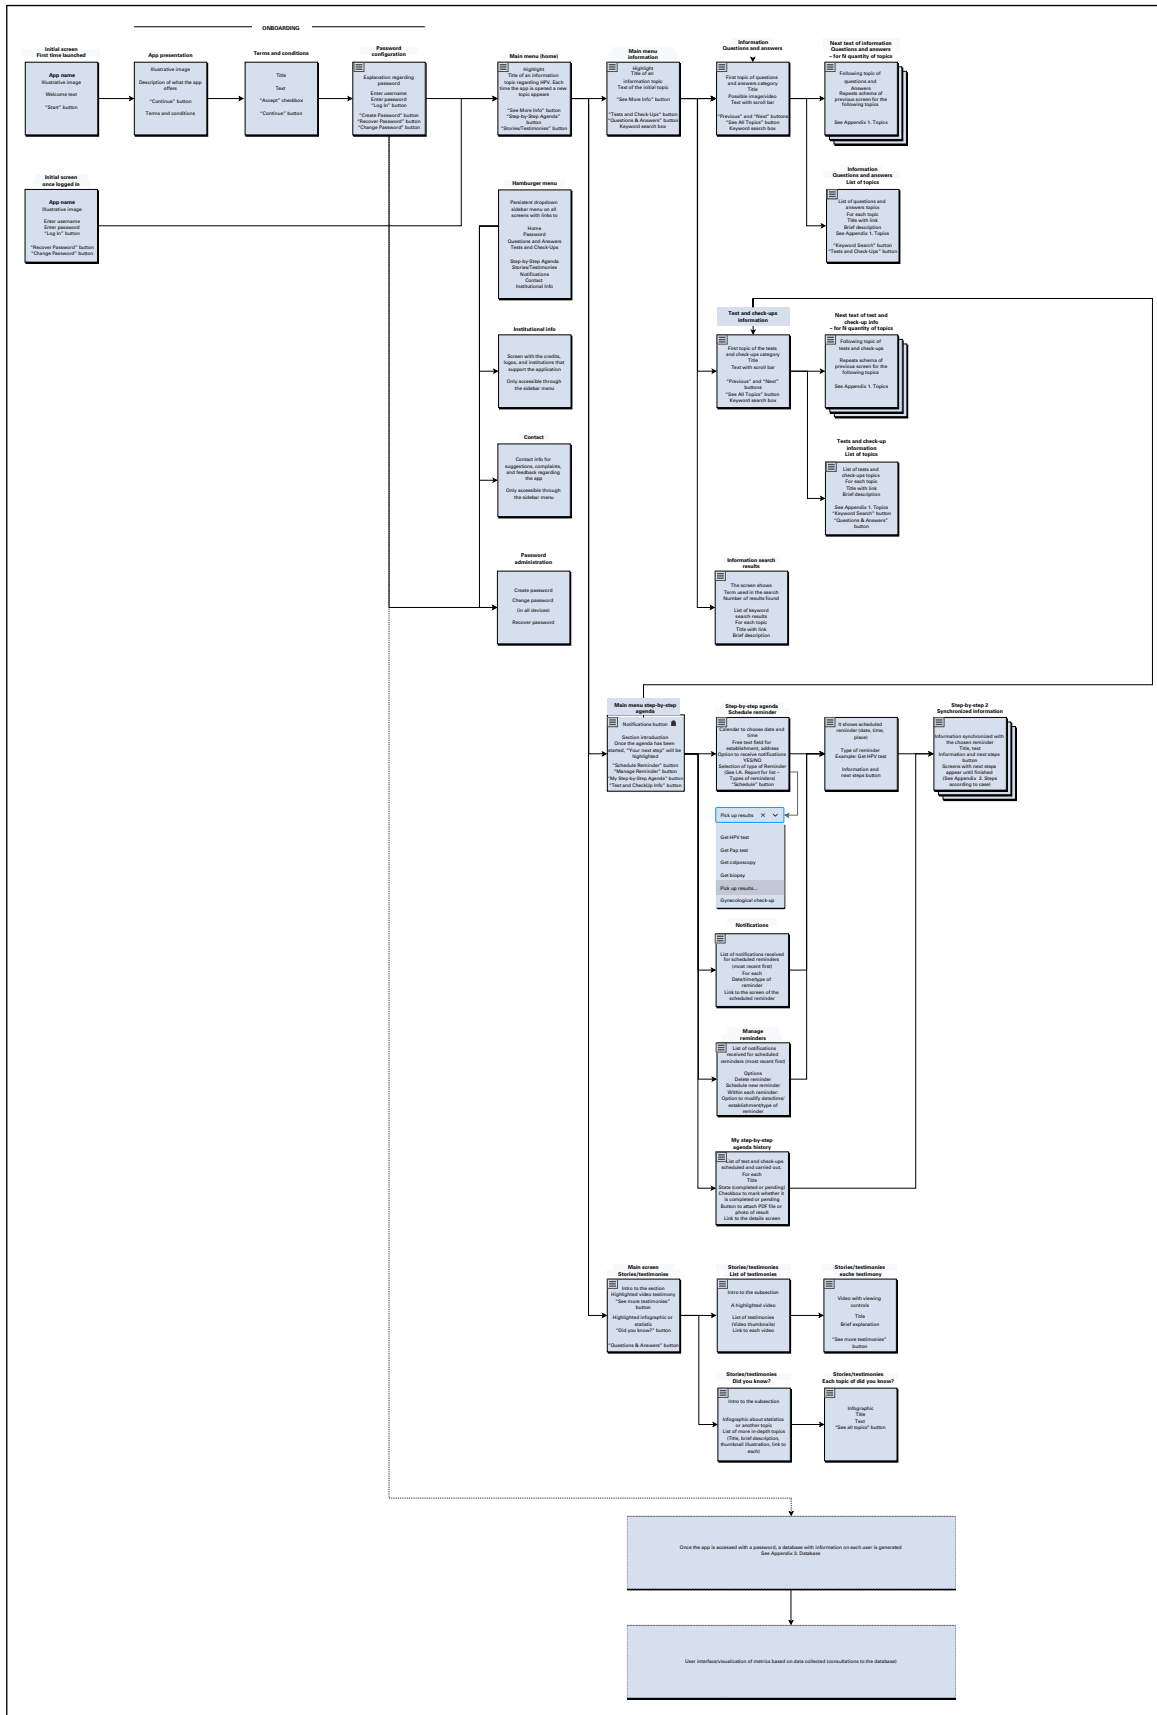 ONBOARDING
Initial screen
First time launched
App name
Illustrative image
Welcome text
"Start" button
App presentation
Illustrative image
Description of what the app
offers
"Continue" button
Terms and conditions
Terms and conditions
Title
Text
"Accept" checkbox
"Continue" button
Password
configuration
Explanation regarding
password
Enter username
Enter password
"Log In" button
"Create Password" button
"Recover Password" button
"Change Password" button
Main menu (home)
Highlight
Title of an information
topic regarding HPV. Each
time the app is opened a new
topic appears
"See More Info" button
"Step-by-Step Agenda"
button
"Stories/Testimonies" button
Main menu
information
Highlight
Title of an
information topic
Text of the initial topic
"See More Info" button
"Tests and Check-Ups" button
"Questions & Answers" button
Keyword search box
Information
Questions and answers
First topic of questions
and answers category
Title
Possible image/video
Text with scroll bar
"Previous" and "Next" buttons
"See All Topics" button
Keyword search box
Next text of information
Questions and answers
– for N quantity of topics
Following topic of
questions and
Answers
Repeats schema of
previous screen for the
following topics
See Appendix 1. Topics
Initial screen
once logged in
App name
Illustrative image
Enter username
Enter password
"Log In" button
"Recover Password" button
"Change Password" button
Hamburger menu
Persistent dropdown
sidebar menu on all
screens with links to
Home
Password
Questions and Answers
Tests and Check-Ups
Step-by-Step Agenda
Stories/Testimonies
Notifications
Contact
Institutional Info
Information
Questions and answers
List of topics
List of questions and
answers topics
For each topic
Title with link
Brief description
See Appendix 1. Topics
"Keyword Search" button
"Tests and Check-Ups" button
Institutional info
Screen with the credits,
logos, and institutions that
support the application
Only accessible through
the sidebar menu
Test and check-ups
information
First topic of the tests
and check-ups category
Title
Text with scroll bar
"Previous" and "Next"
buttons
"See All Topics" button
Keyword search box
Next text of test and
check-up info
– for N quantity of topics
Following topic of
tests and check-ups
Repeats schema of
previous screen for the
following topics
See Appendix 1. Topics
Contact
Contact info for
suggestions, complaints,
and feedback regarding
the app
Only accessible through
the sidebar menu
Tests and check-up
information
List of topics
List of tests and
check-ups topics
For each topic
Title with link
Brief description
See Appendix 1. Topics
"Keyword Search" button
"Questions & Answers"
button
Password
administration
Create password
Change password
(in all devices)
Recover password
Information search
results
The screen shows
Term used in the search
Number of results found
List of keyword
search results
For each topic
Title with link
Brief description
Main menu step-by-step
agenda
Notifications button
Section introduction
Once the agenda has been
started, "Your next step" will be
highlighted
"Schedule Reminder" button
"Manage Reminder" button
"My Step-by-Step Agenda" button
"Test and CheckUp Info" button
Step-by-step agenda
Schedule reminder
Calendar to choose date and
time
Free text field for
establishment, address
Option to receive notifications
YES/NO
Selection of type of Reminder
(See I.A. Report for list –
Types of reminders)
"Schedule" button
It shows scheduled
reminder (date, time,
place)
Type of reminder
Example: Get HPV test
Information and
next steps button
Step-by-step 2
Synchronized information
Information synchronized with
the chosen reminder
Title, text
Information and next steps
button
Screens with next steps
appear until finished
(See Appendix 2. Steps
according to case)
Pick up results
Get HPV test
Get Pap test
Get colposcopy
Get biopsy
Pick up results...
Gynecological check-up
Notifications
List of notifications received
for scheduled reminders
(most recent first)
For each
Date/time/type of
reminder
Link to the screen of the
scheduled reminder
Manage
reminders
List of notifications
received for scheduled
reminders (most recent first)
Options
Delete reminder
Schedule new reminder
Within each reminder:
Option to modify date/time/
establishment/type of
reminder
My step-by-step
agenda history
List of test and check-ups
scheduled and carried out.
For each
Title
State (completed or pending)
Checkbox to mark whether it
is completed or pending
Button to attach PDF file or
photo of result
Link to the details screen
Main screen
Stories/testimonies
Intro to the section
Highlighted video testimony
"See more testimonies"
button
Highlighted infographic or
statistic
"Did you know?" button
"Questions & Answers" button
Stories/testimonies
List of testimonies
Intro to the subsection
A highlighted video
List of testimonies
(Video thumbnails)
Link to each video
Stories/testimonies
eache testimony
Video with viewing
controls
Title
Brief explanation
"See more testimonies"
button
Stories/testimonies
Did you know?
Intro to the subsection
Infographic about statistics
or another topic
List of more in-depth topics
(Title, brief description,
thumbnail illustration, link to
each)
Stories/testimonies
Each topic of did you know?
Infographic
Title
Text
"See all topics" button
Once the app is accessed with a password, a database with information on each user is generated
See Appendix 3. Database
User interface/visualization of metrics based on data collected (consultations to the database)